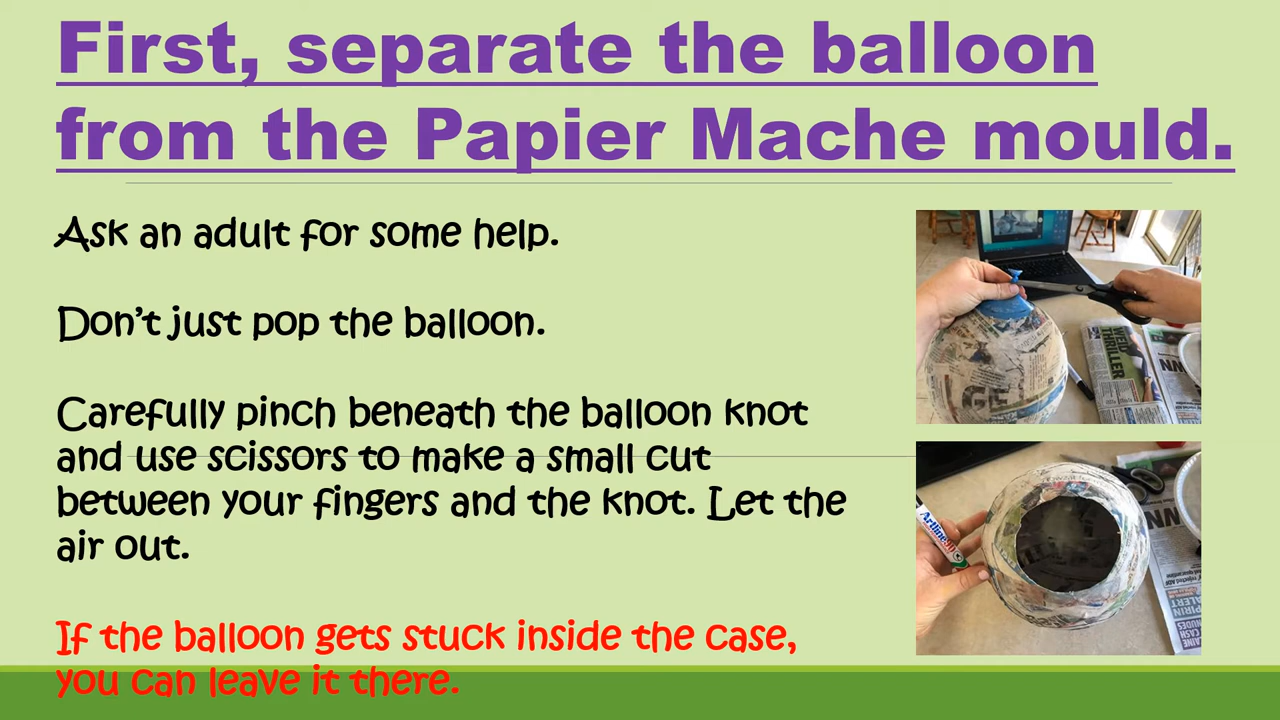 First, separate the balloon
from the Papier Mache mould.
Ask an adult for some help.
Don't just pop the balloon.
Carefully pinch beneath the balloon knot
and use scissors to make a small cut
between your fingers and the knot. Let the
air out.
If the balloon gets stuck inside the case,
you can leave it there.
WEID
THRILLER
Artline